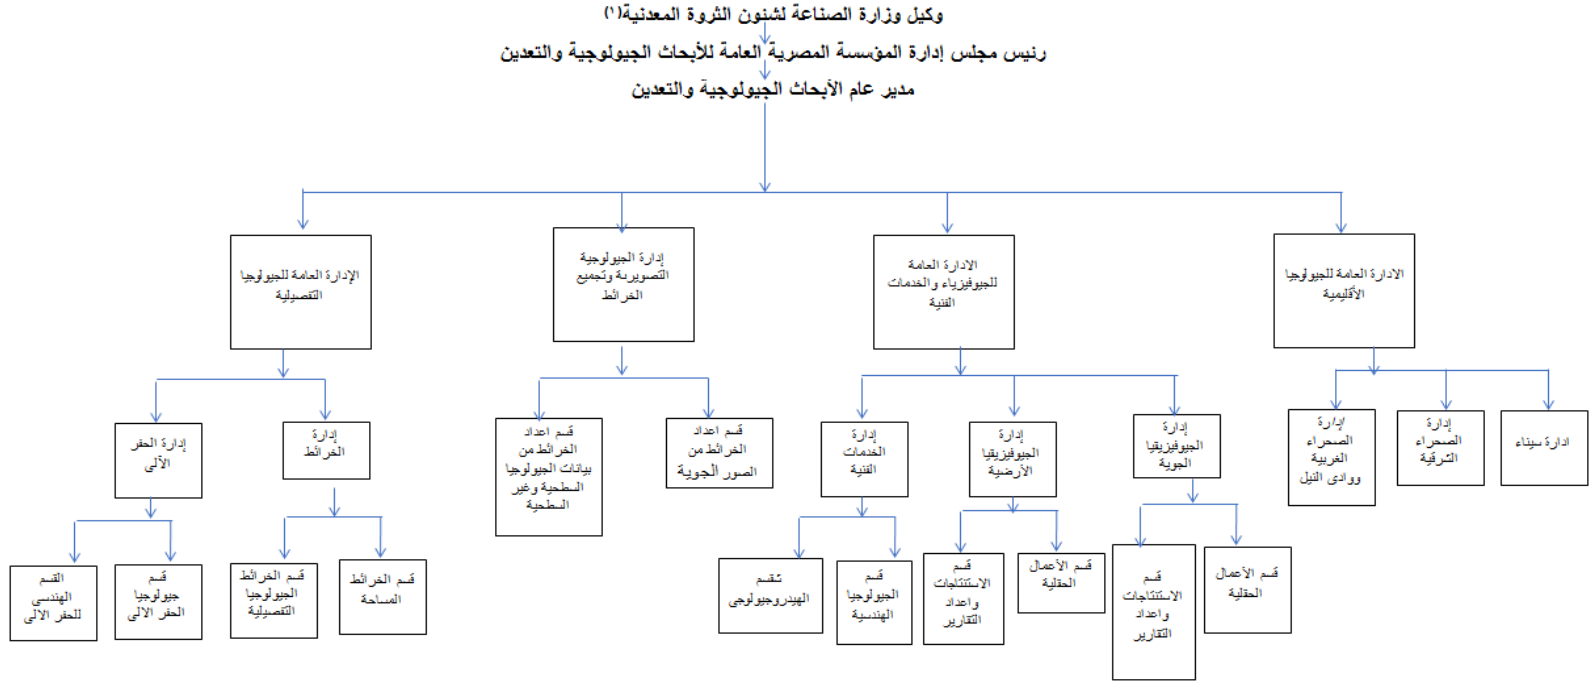 وكيل وزارة الصناعة لشئون الثروة المعدنية(١)
رئيس مجلس إدارة المؤسسة المصرية العامة للأبحاث الجيولوجية والتعدين
مدير عام الأبحاث الجيولوجية والتعدين
الادارة العامة للجيولوجيا
الأقليمية
الادارة العامة
للجيوفيزياء والخدمات
الفنية
إدارة الجيولوجية
التصويرية وتجميع
الخرائط
الإدارة العامة للجيولوجيا
التفصيلية
ادارة سيناء
إدارة
الصحراء
الشرقية
إدارة
الصحراء
الغربية
ووادى النيل
إدارة
الجيوفيزيقيا
الجوية
إدارة
الجيوفيزيقيا
الأرضية
إدارة
الخدمات
الفنية
قسم اعداد
الخرائط من
الصور الجوية
قسم اعداد
الخرائط من
بيانات الجيولوجيا
السطحية وغير
السطحية
إدارة
الخرائط
إدارة الحفر
الآلى
قسم الأعمال
الحقلية
قسم
الاستنتاجات
واعداد
التقارير
قسم الأعمال
الحقلية
قسم
الاستنتاجات
واعداد
التقارير
قسم
الجيولوجيا
الهندسية
الهيدروجيولوجى
قسم الخرائط
المساحة
قسم الخرائط
الجيولوجيا
التفصيلية
قسم
جيولوجيا
الحفر الالى
القسم
الهندسى
للحفر الالى